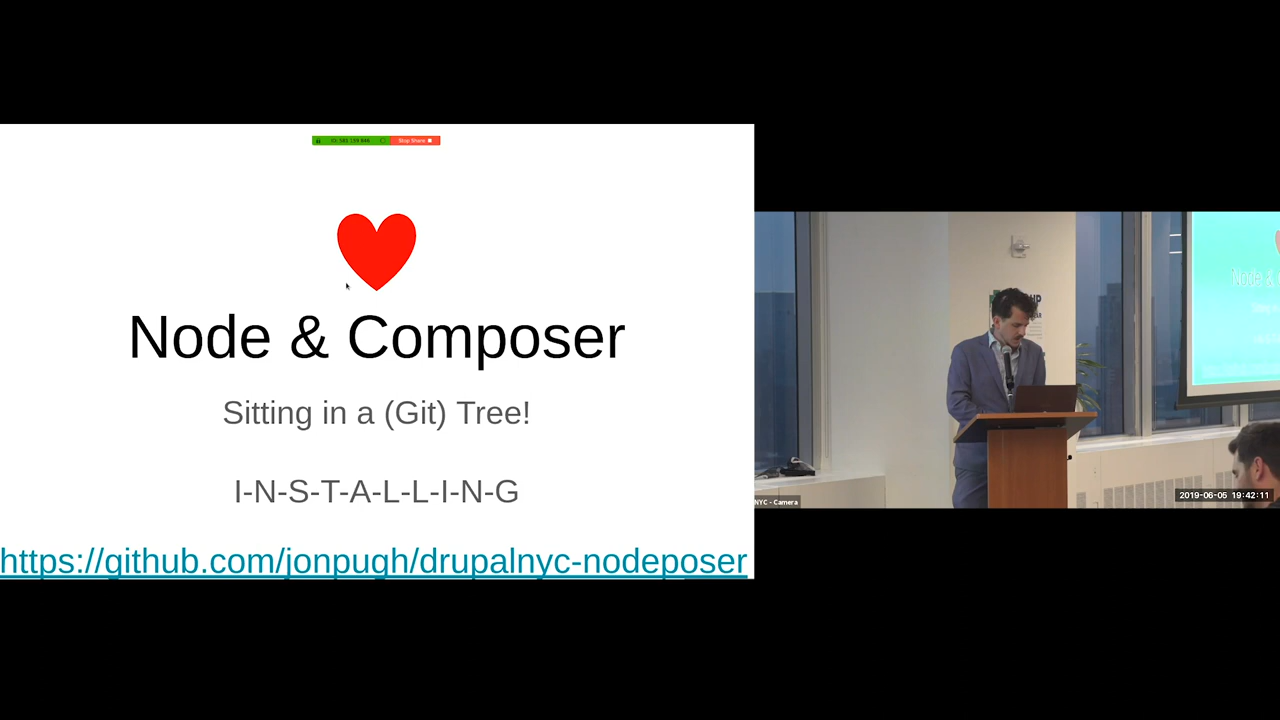 Stop Share
Node & Composer
Sitting in a (Git) Tree!
I-N-S-T-A-L-L-I-N-G
https://github.com/jonpugh/drupalnyc-nodeposer
Node &
NYC - Camera
2019-06-05 19:42:11